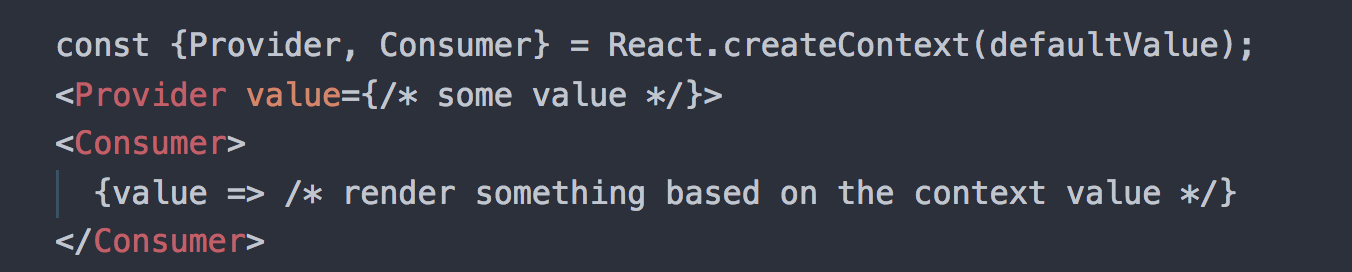 const {Provider, Consumer} = React.createContext(defaultValue);
<Provider value={/* some value */}>
<Consumer>
  {value => /* render something based on the context value */}
</Consumer>